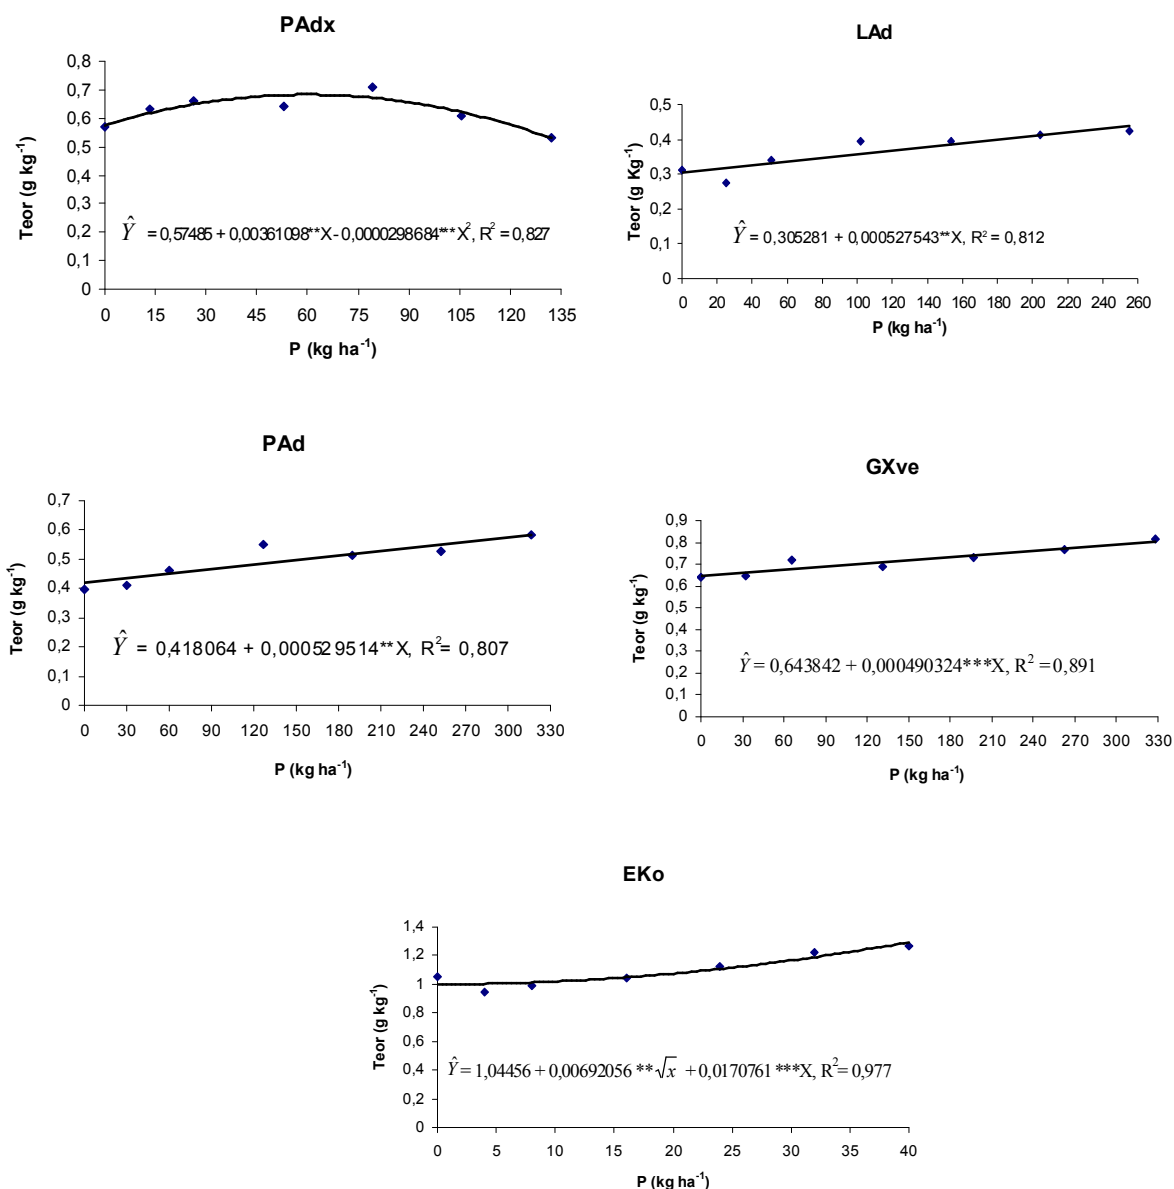 PAdx
0,8
0,7
0,6
0,5
0,4
0,3
0,2
0,1
0
Teor (g kg⁻¹)
Ŷ = 0,57485 + 0,00361098**X - 0,0000298684***X², R² = 0,827
0 15 30 45 60 75 90 105 120 135
P (kg ha⁻¹)
LAd
0,5
0,4
0,3
0,2
0,1
0
Teor (g Kg⁻¹)
Ŷ = 0,305281 + 0,000527543**X, R² = 0,812
0 20 40 60 80 100 120 140 160 180 200 220 240 260
P (kg ha⁻¹)
PAd
0,7
0,6
0,5
0,4
0,3
0,2
0,1
0
Teor (g kg⁻¹)
Ŷ = 0,418064 + 0,000529514**X, R² = 0,807
0 30 60 90 120 150 180 210 240 270 300 330
P (kg ha⁻¹)
GXve
0,9
0,8
0,7
0,6
0,5
0,4
0,3
0,2
0,1
0
Teor (g kg⁻¹)
Ŷ = 0,643842 + 0,000490324***X, R² = 0,891
0 30 60 90 120 150 180 210 240 270 300 330
P (kg ha⁻¹)
EKo
1,4
1,2
1
0,8
0,6
0,4
0,2
0
Teor (g kg⁻¹)
Ŷ = 1,04456 + 0,00692056 **√x + 0,0170761 ***X, R² = 0,977
0 5 10 15 20 25 30 35 40
P (kg ha⁻¹)